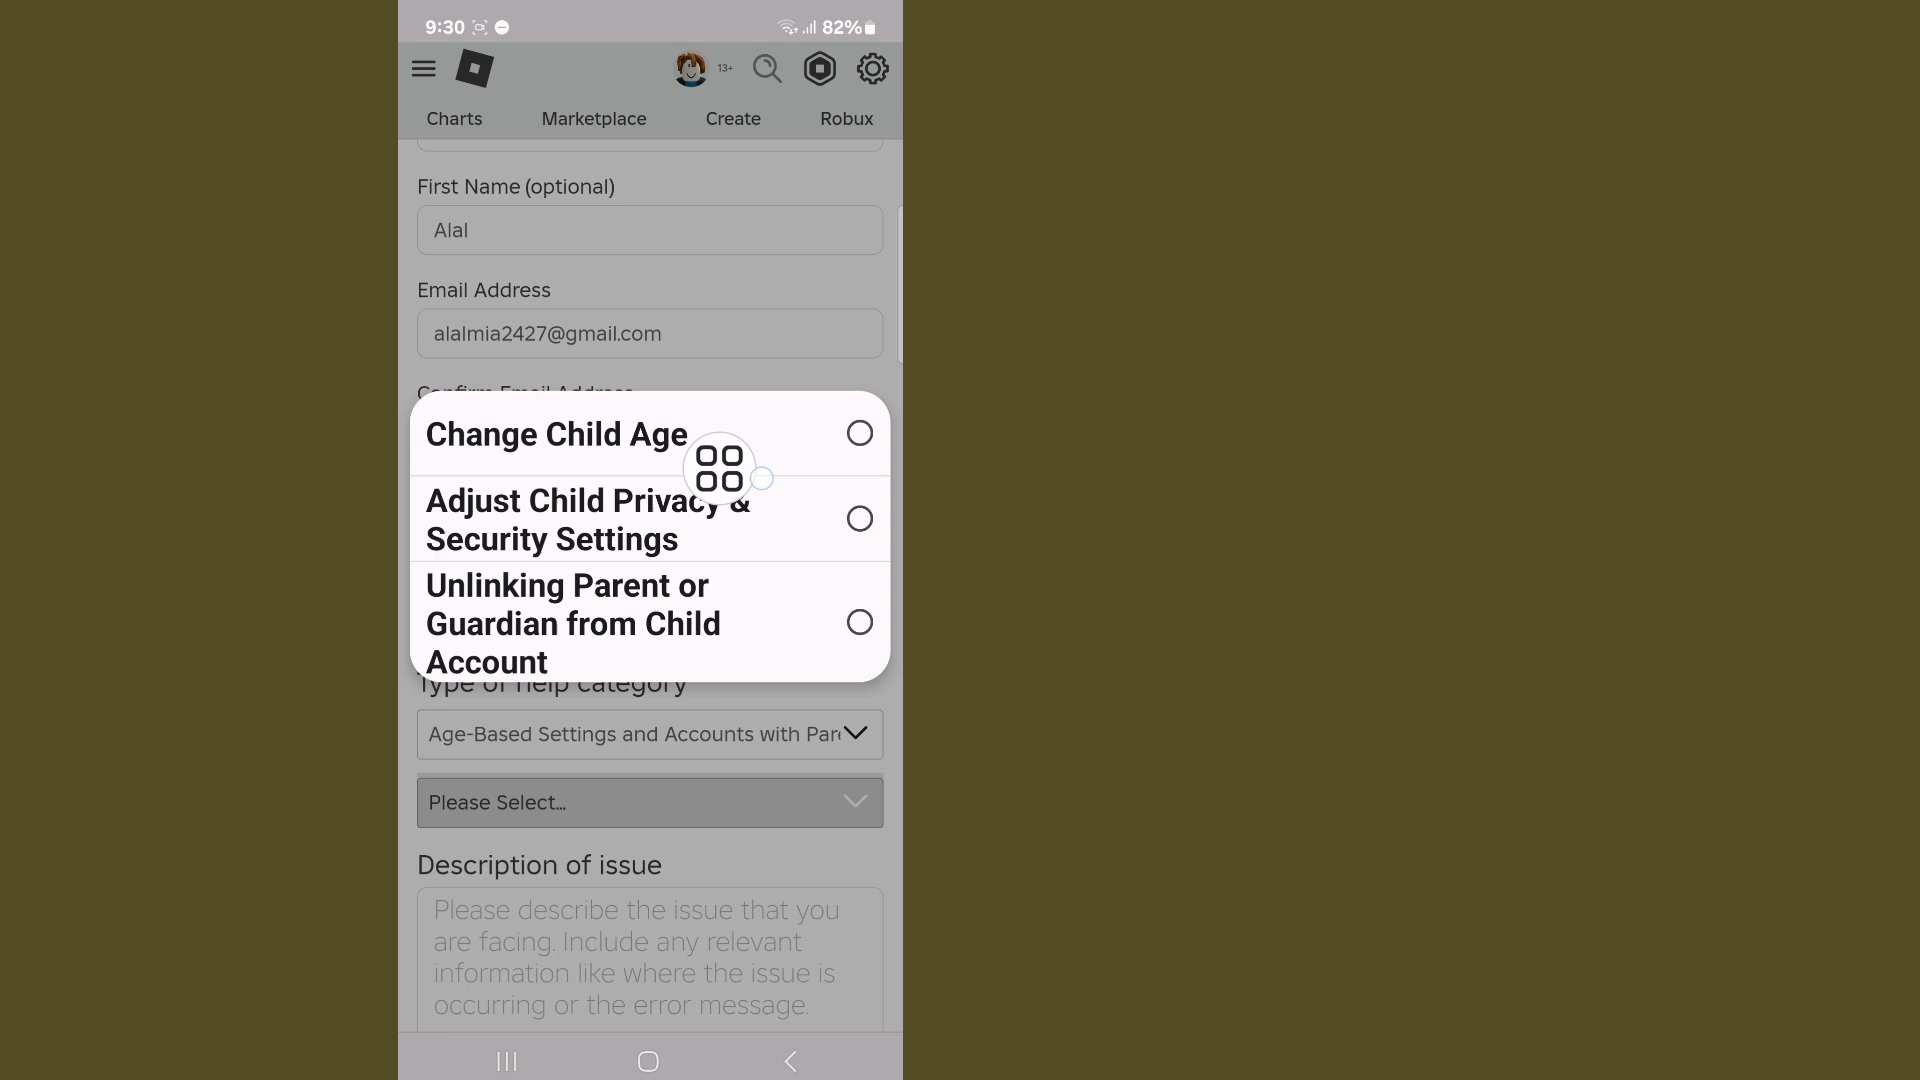 9:30
82%
13+
Charts Marketplace Create Robux
First Name (optional)
Alal
Email Address
alalmia2427@gmail.com
Confirm Email Address
Change Child Age
Adjust Child Privacy &
Security Settings
Unlinking Parent or
Guardian from Child
Account
Type of help category
Age-Based Settings and Accounts with Par
Please Select...
Description of issue
Please describe the issue that you
are facing. Include any relevant
information like where the issue is
occurring or the error message.